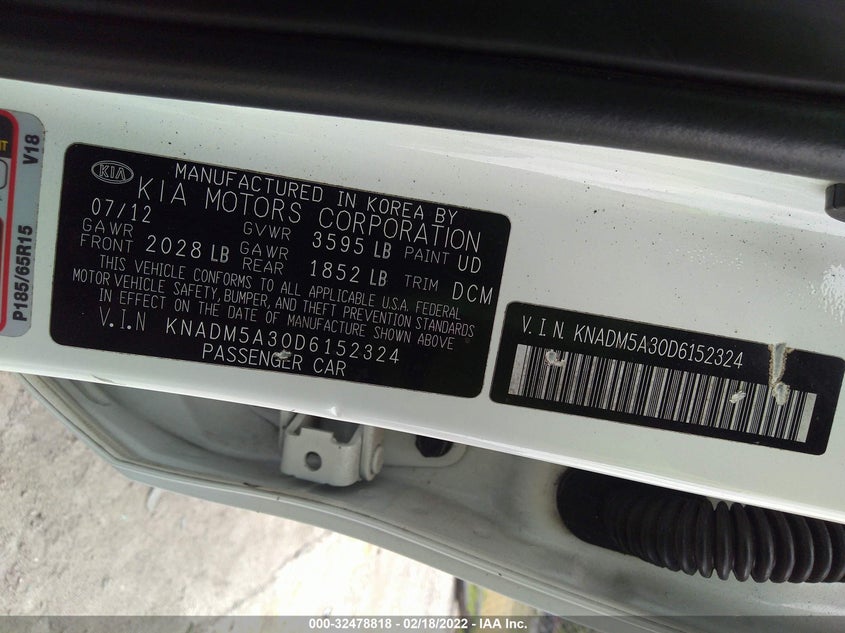 KIA
MANUFACTURED IN KOREA BY
KIA MOTORS CORPORATION
07/12 GVWR 3595 LB PAINT UD
GAWR FRONT 2028 LB GAWR REAR 1852 LB TRIM DCM
THIS VEHICLE CONFORMS TO ALL APPLICABLE U.S.A. FEDERAL
MOTOR VEHICLE SAFETY, BUMPER, AND THEFT PREVENTION STANDARDS
IN EFFECT ON THE DATE OF MANUFACTURE SHOWN ABOVE
V.I.N KNADM5A30D6152324
PASSENGER CAR
V.I.N. KNADM5A30D6152324
P185/65R15
V18
000-32478818 - 02/18/2022 - IAA Inc.